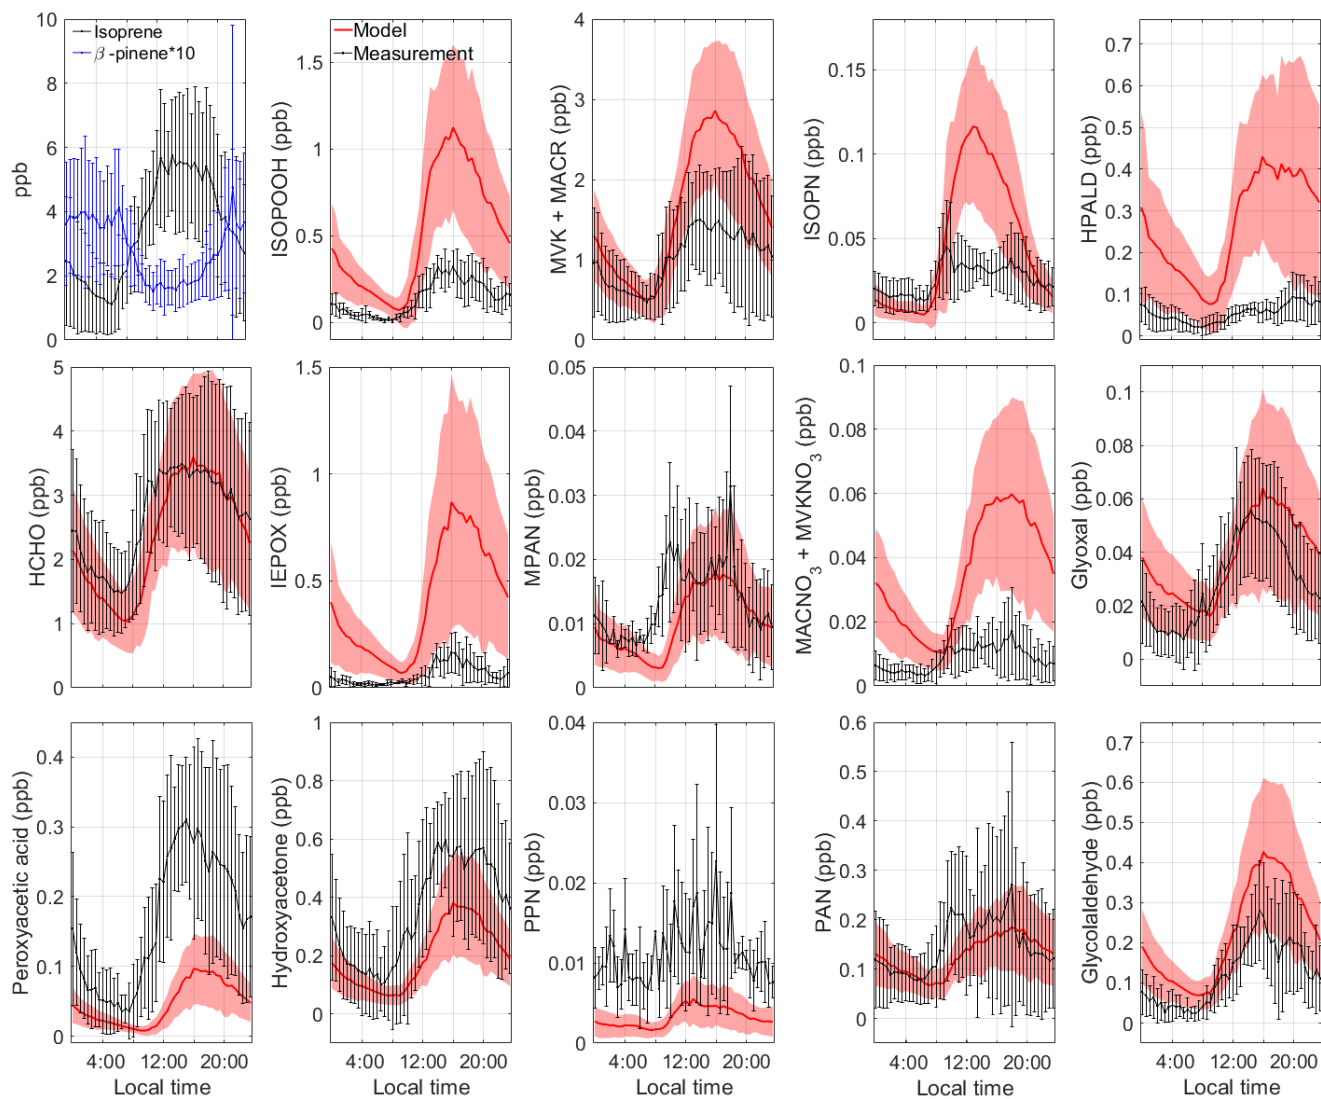 10
8
6
4
2
0
ppb
Isoprene
β -pinene*10
1.5
1
0.5
0
ISOPOOH (ppb)
Model
Measurement
4
3
2
1
0
MVK + MACR (ppb)
0.15
0.1
0.05
0
ISOPN (ppb)
0.7
0.6
0.5
0.4
0.3
0.2
0.1
0
HPALD (ppb)
5
4
3
2
1
0
HCHO (ppb)
1.5
1
0.5
0
IEPOX (ppb)
0.05
0.04
0.03
0.02
0.01
0
MPAN (ppb)
0.1
0.08
0.06
0.04
0.02
0
MACNO3 + MVKNO3 (ppb)
0.1
0.08
0.06
0.04
0.02
0
Glyoxal (ppb)
0.4
0.3
0.2
0.1
0
Peroxyacetic acid (ppb)
4:00 12:00 20:00
Local time
1
0.8
0.6
0.4
0.2
0
Hydroxyacetone (ppb)
4:00 12:00 20:00
Local time
0.04
0.03
0.02
0.01
0
PPN (ppb)
4:00 12:00 20:00
Local time
0.6
0.5
0.4
0.3
0.2
0.1
0
PAN (ppb)
4:00 12:00 20:00
Local time
0.7
0.6
0.5
0.4
0.3
0.2
0.1
0
Glycolaldehyde (ppb)
4:00 12:00 20:00
Local time